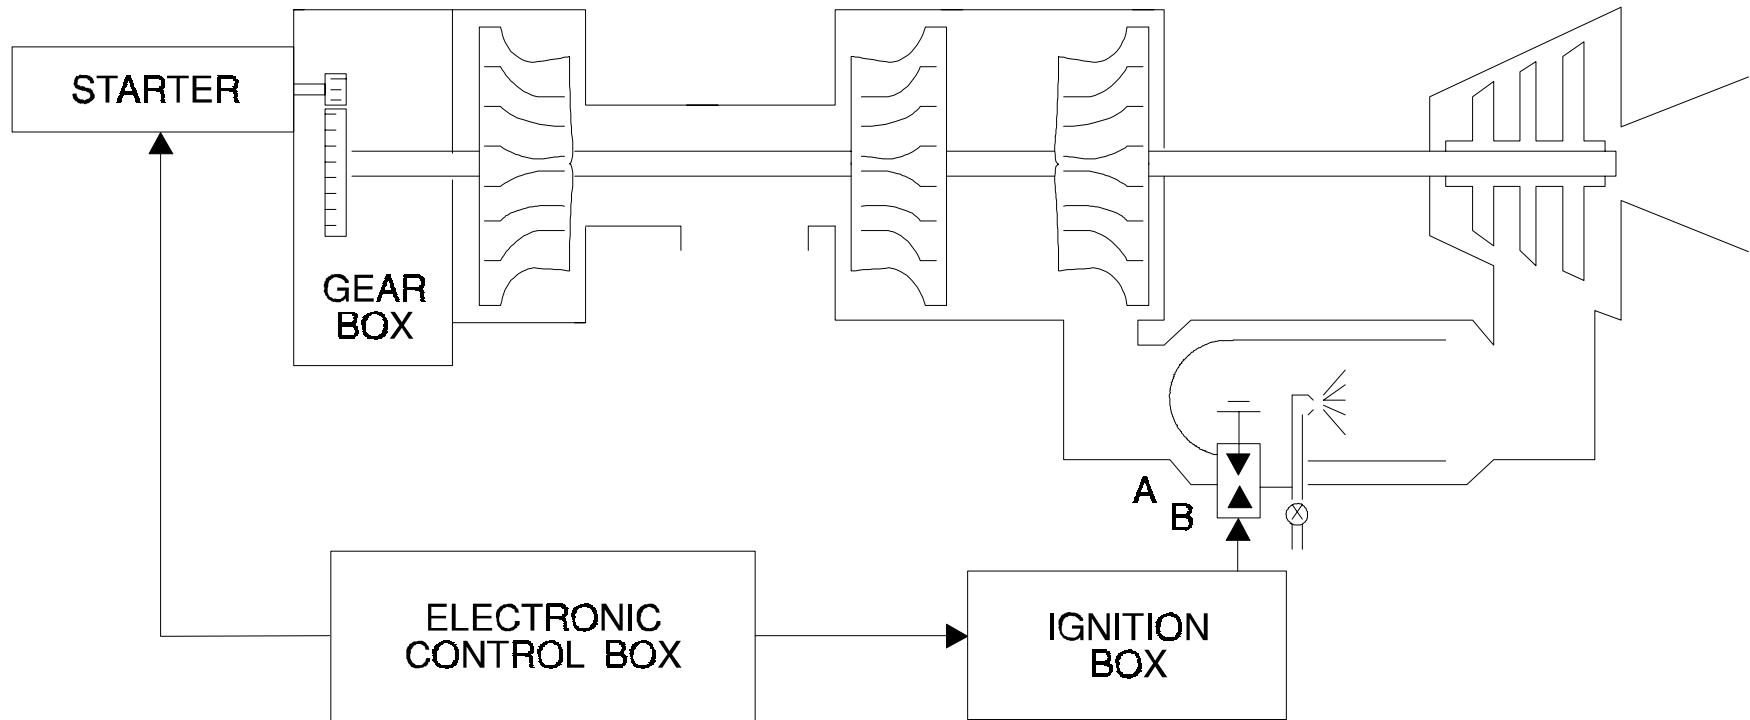 STARTER
GEAR
BOX
A
B
ELECTRONIC
CONTROL BOX
IGNITION
BOX